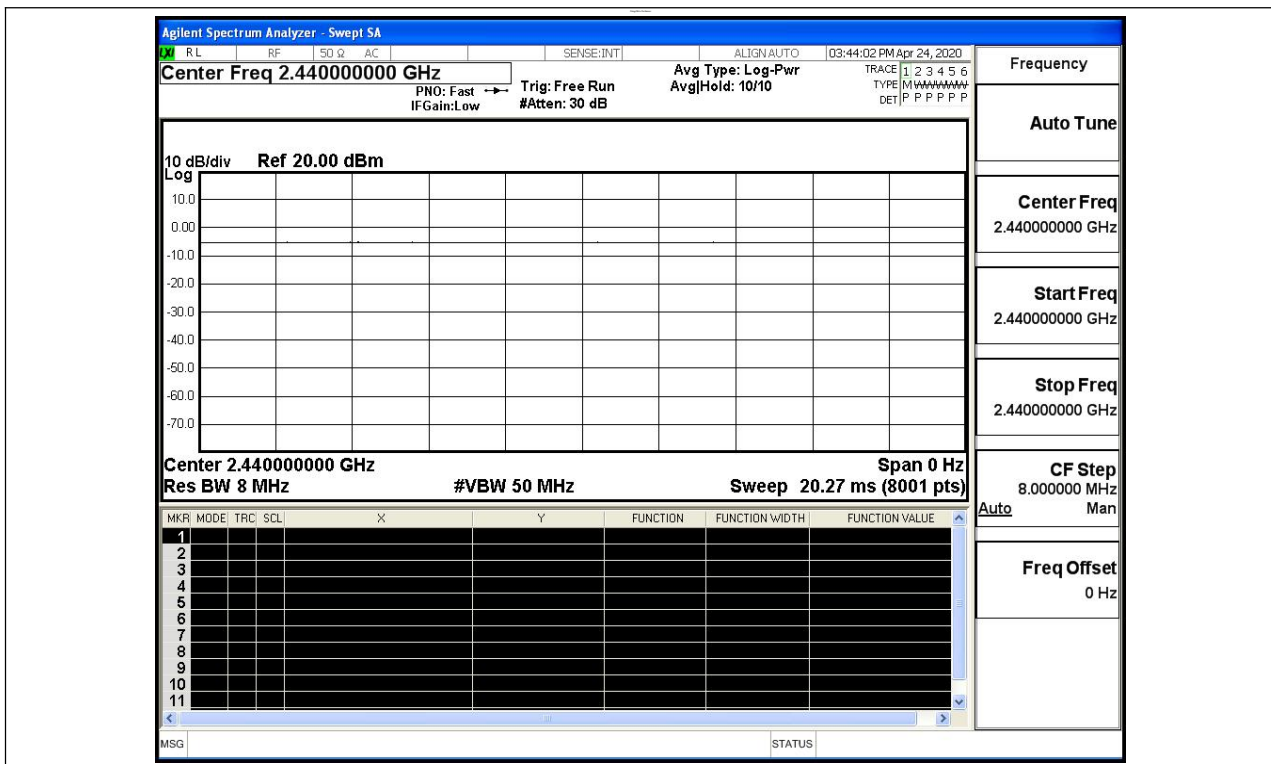 Agilent Spectrum Analyzer - Swept SA
LXI RL RF 50 Ω AC SENSE:INT ALIGN AUTO 03:44:02 PM Apr 24, 2020
Center Freq 2.440000000 GHz
PNO: Fast
IFGain:Low
Trig: Free Run
#Atten: 30 dB
Avg Type: Log-Pwr
Avg|Hold: 10/10
TRACE 1 2 3 4 5 6
TYPE M WWWWW
DET P P P P P P
10 dB/div Ref 20.00 dBm
Log
10.0
0.00
-10.0
-20.0
-30.0
-40.0
-50.0
-60.0
-70.0
Center 2.440000000 GHz Span 0 Hz
Res BW 8 MHz #VBW 50 MHz Sweep 20.27 ms (8001 pts)
MKR MODE TRC SCL X Y FUNCTION FUNCTION WIDTH FUNCTION VALUE
1
2
3
4
5
6
7
8
9
10
11
MSG STATUS
Frequency
Auto Tune
Center Freq
2.440000000 GHz
Start Freq
2.440000000 GHz
Stop Freq
2.440000000 GHz
CF Step
8.000000 MHz
Auto Man
Freq Offset
0 Hz